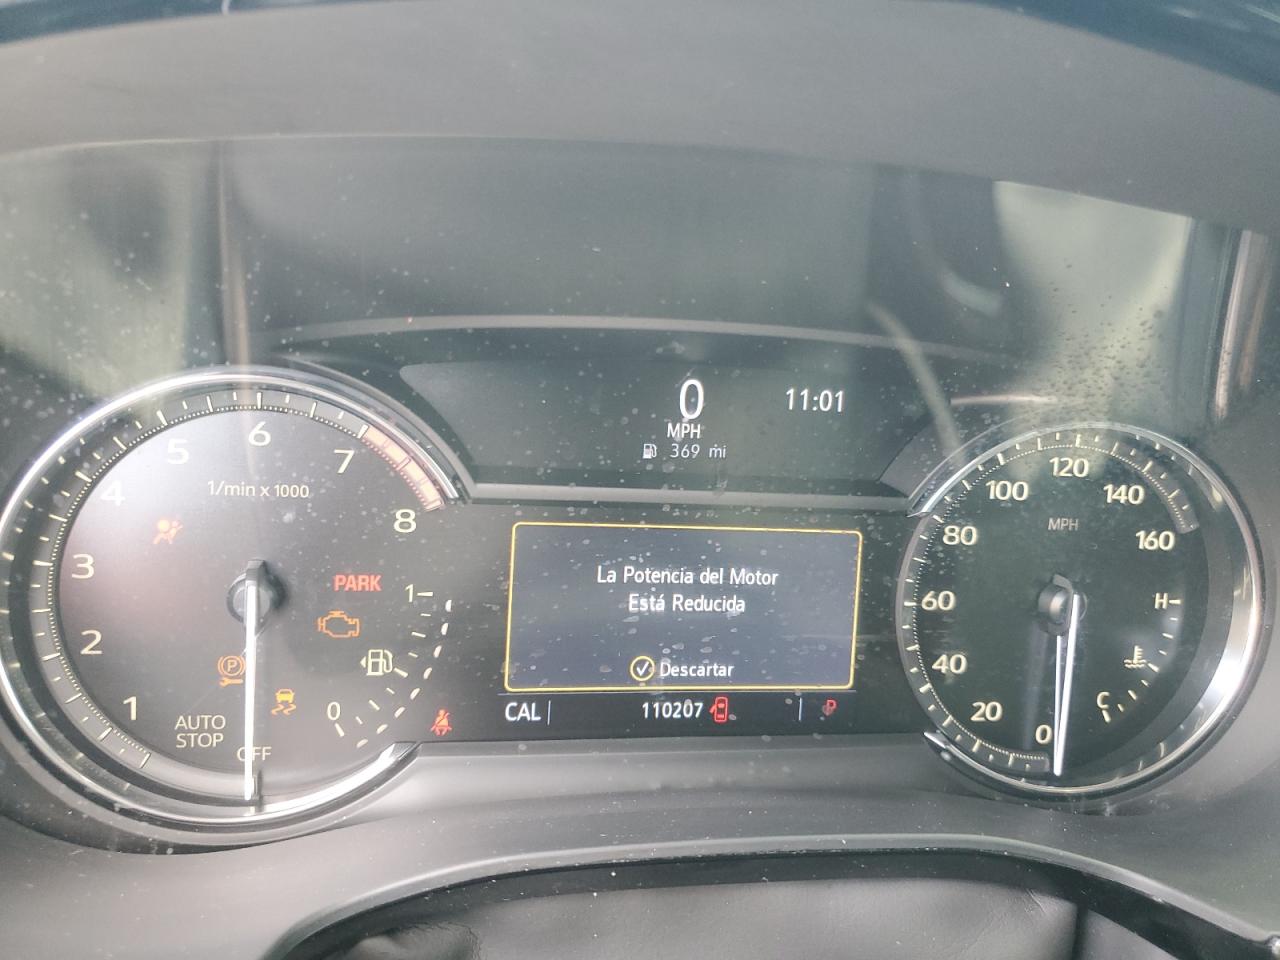 0
11:01
MPH
369 mi
6
5
7
4
1/min x 1000
8
3
PARK
1
2
1
0
AUTO
STOP
OFF
La Potencia del Motor
Está Reducida
Descartar
CAL
110207
P
120
100
140
80
MPH
160
60
H
40
C
20
0
P